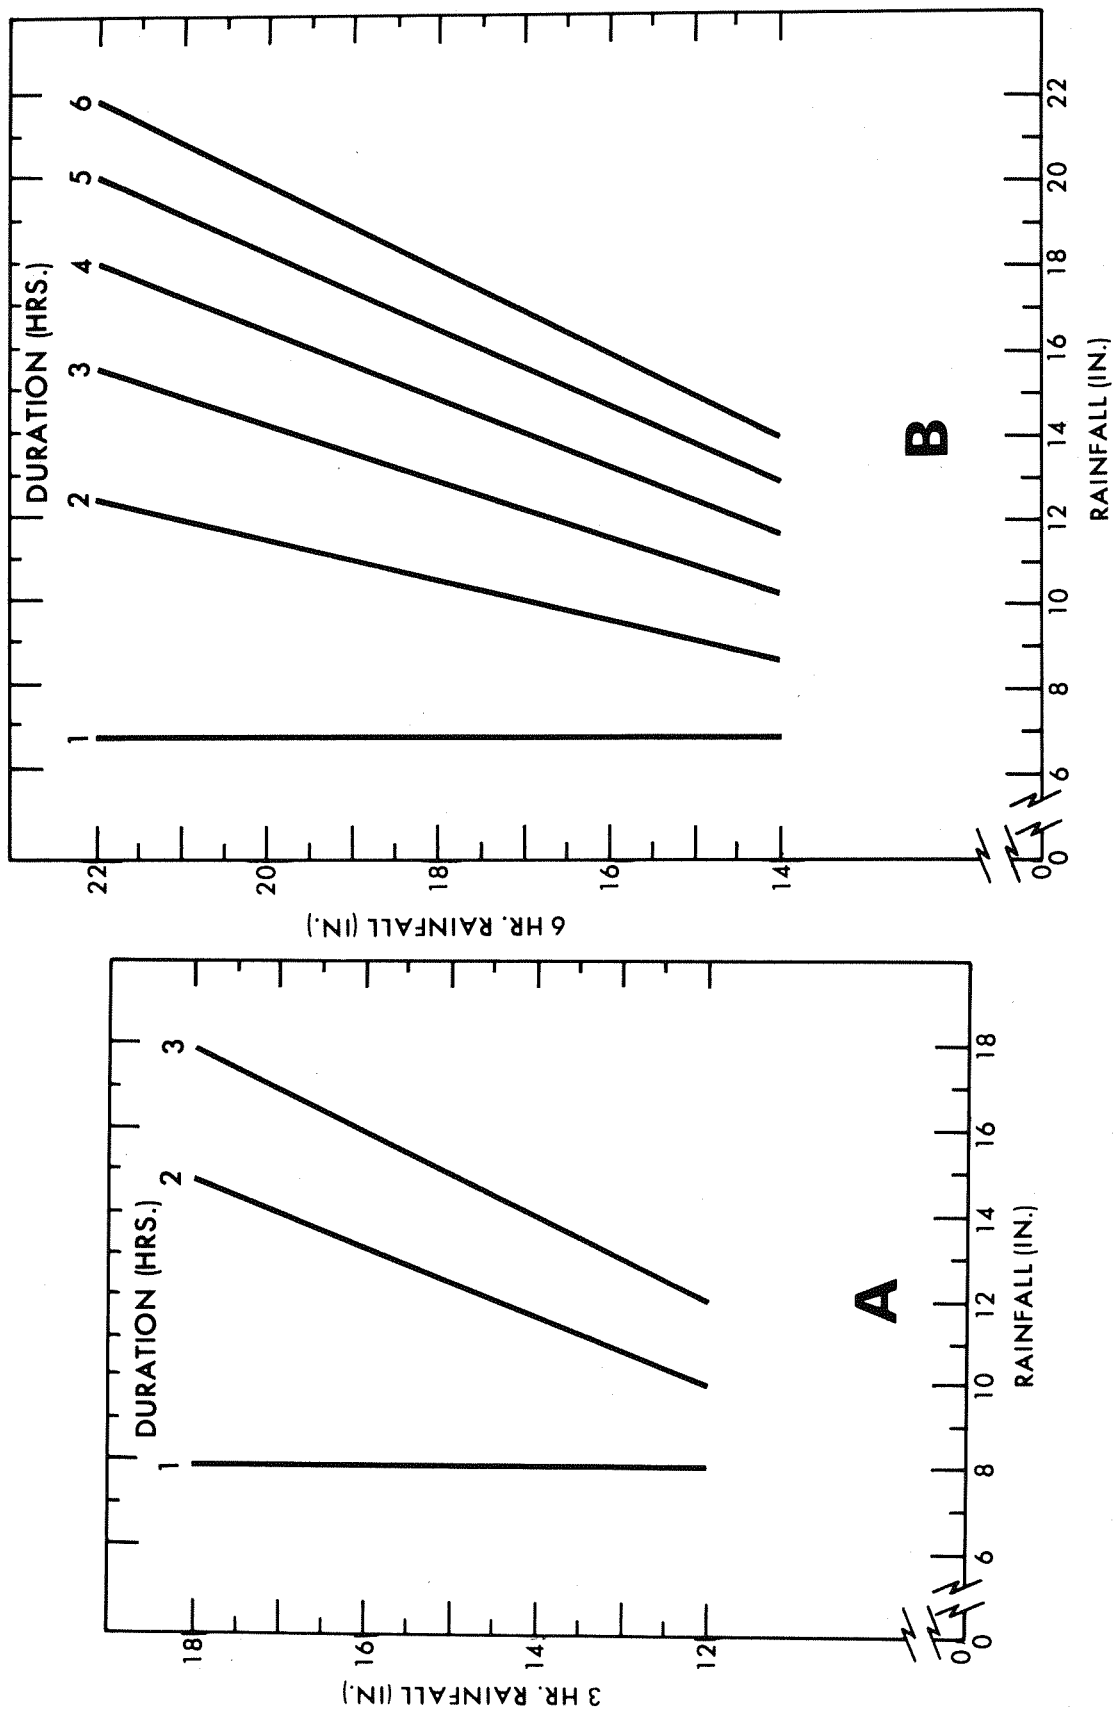 DURATION (HRS.)
1 2 3
3 HR. RAINFALL (IN.)
18
16
14
12
0
A
0 6 8 10 12 14 16 18
RAINFALL (IN.)
DURATION (HRS.)
1 2 3 4 5 6
6 HR. RAINFALL (IN.)
22
20
18
16
14
0
B
0 6 8 10 12 14 16 18 20 22
RAINFALL (IN.)